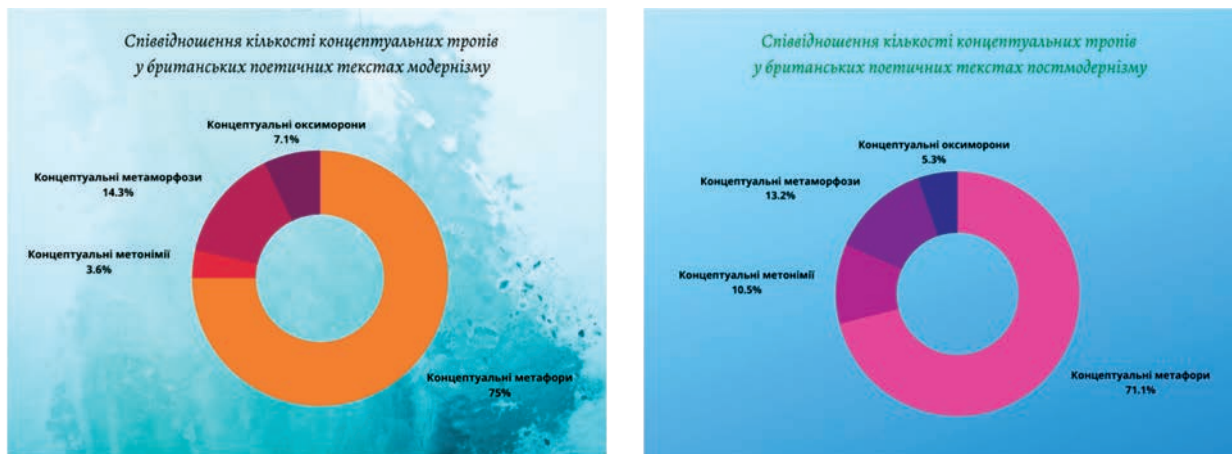 Співвідношення кількості концептуальних тропів
у британських поетичних текстах модернізму
Концептуальні оксиморони
7.1%
Концептуальні метаморфози
14.3%
Концептуальні метонімії
3.6%
Концептуальні метафори
75%
Співвідношення кількості концептуальних тропів
у британських поетичних текстах постмодернізму
Концептуальні оксиморони
5.3%
Концептуальні метаморфози
13.2%
Концептуальні метонімії
10.5%
Концептуальні метафори
71.1%